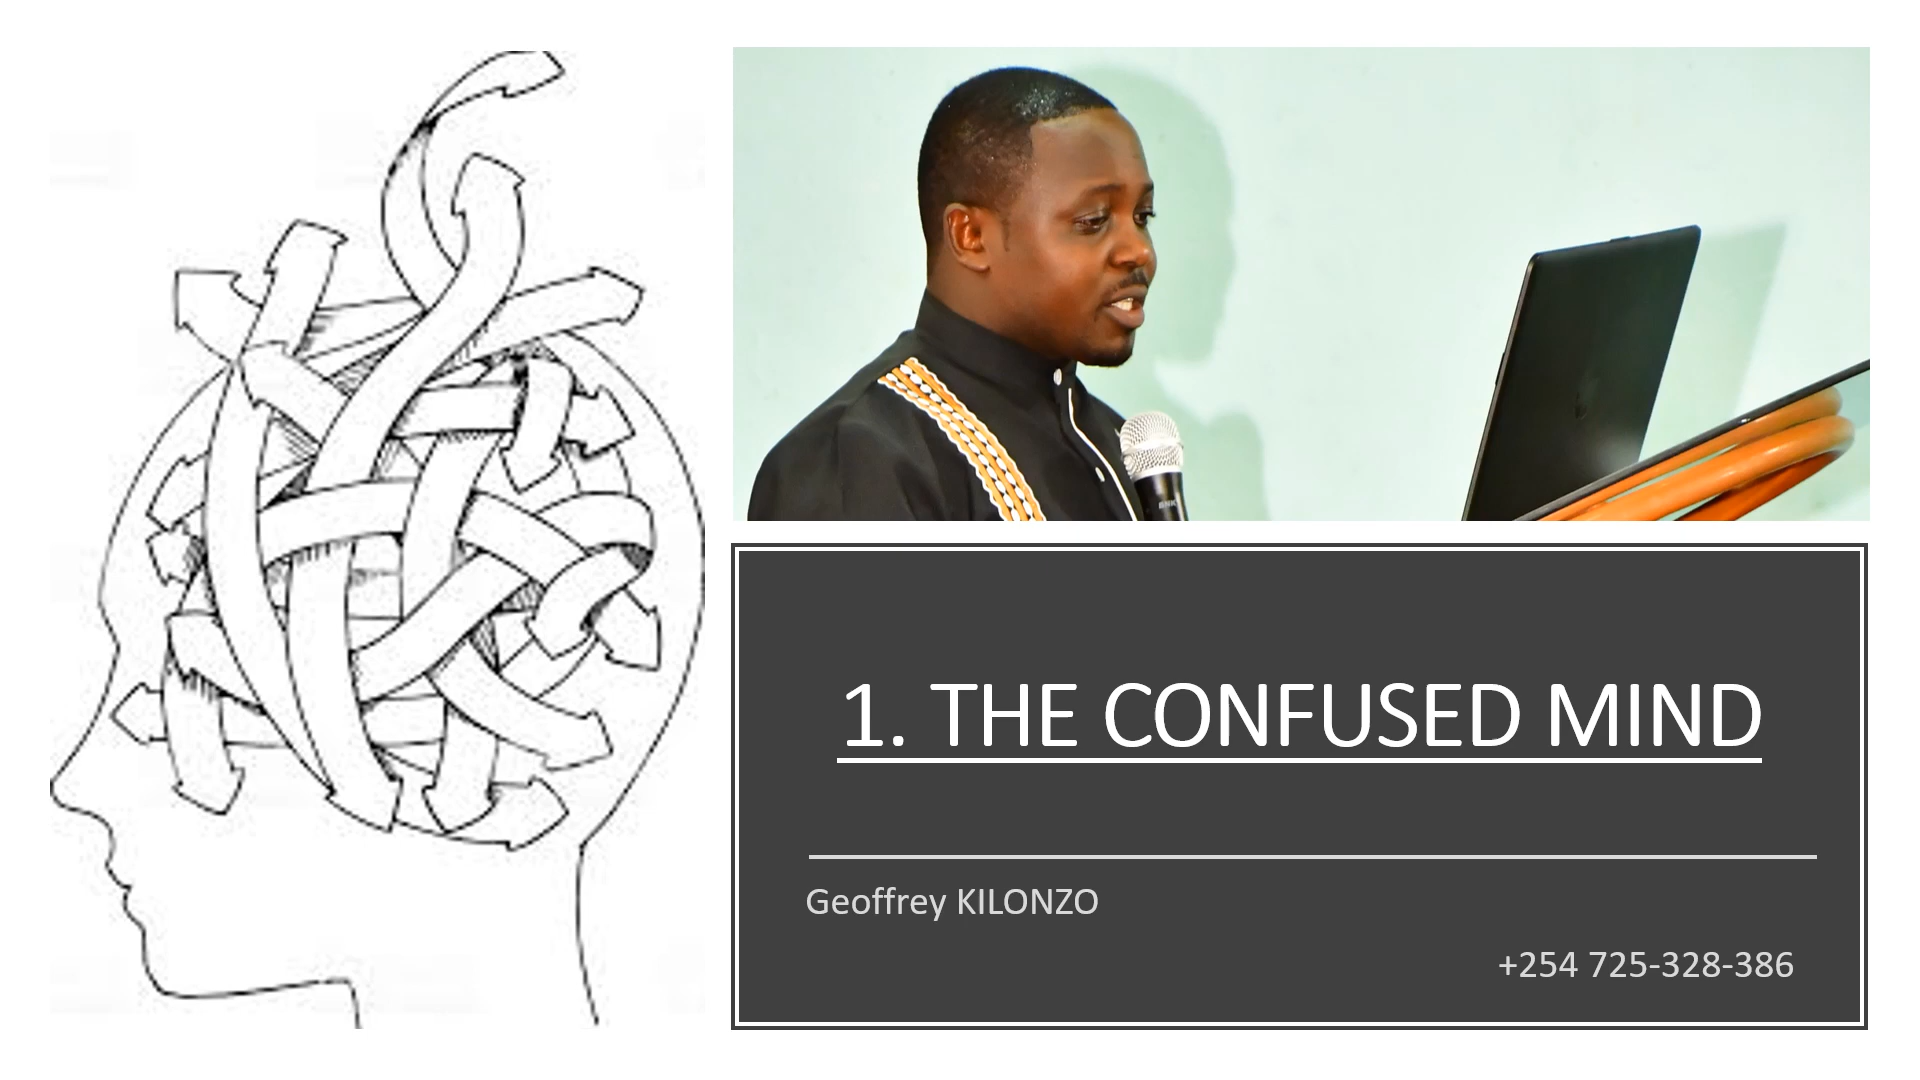 1. THE CONFUSED MIND
Geoffrey KILONZO
+254 725-328-386